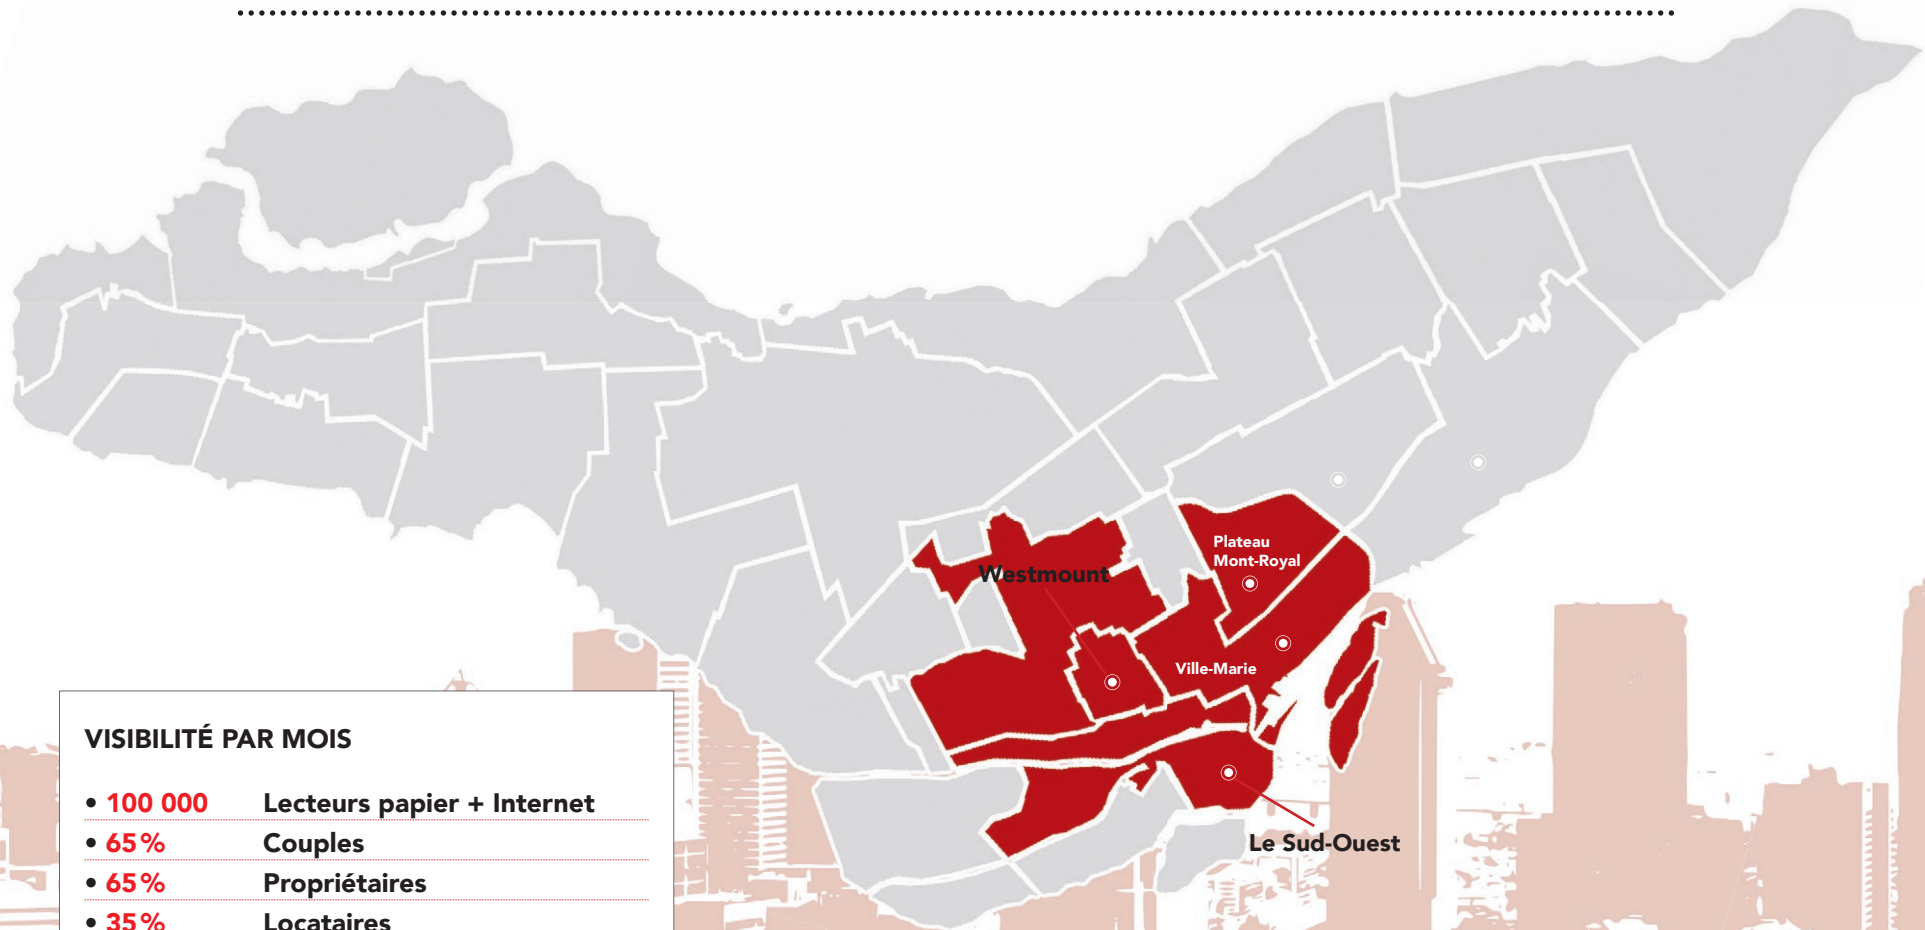 Westmount
Plateau
Mont-Royal
Ville-Marie
Le Sud-Ouest
VISIBILITÉ PAR MOIS
• 100 000 Lecteurs papier + Internet
• 65 % Couples
• 65 % Propriétaires
• 35 % Locataires